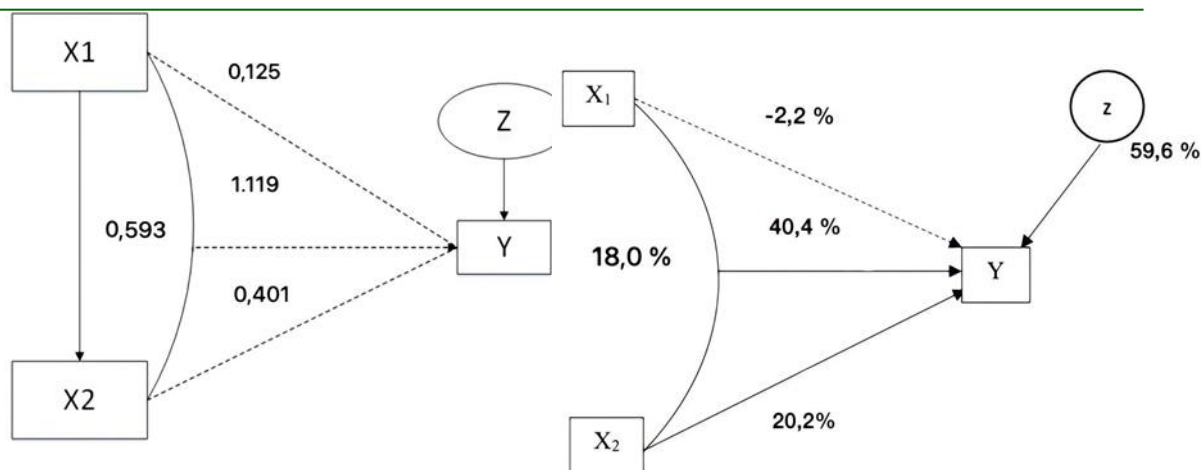 X1
0,125
Z
1.119
0,593
Y
0,401
X2
X₁
-2,2 %
z
59,6 %
40,4 %
18,0 %
Y
20,2%
X₂